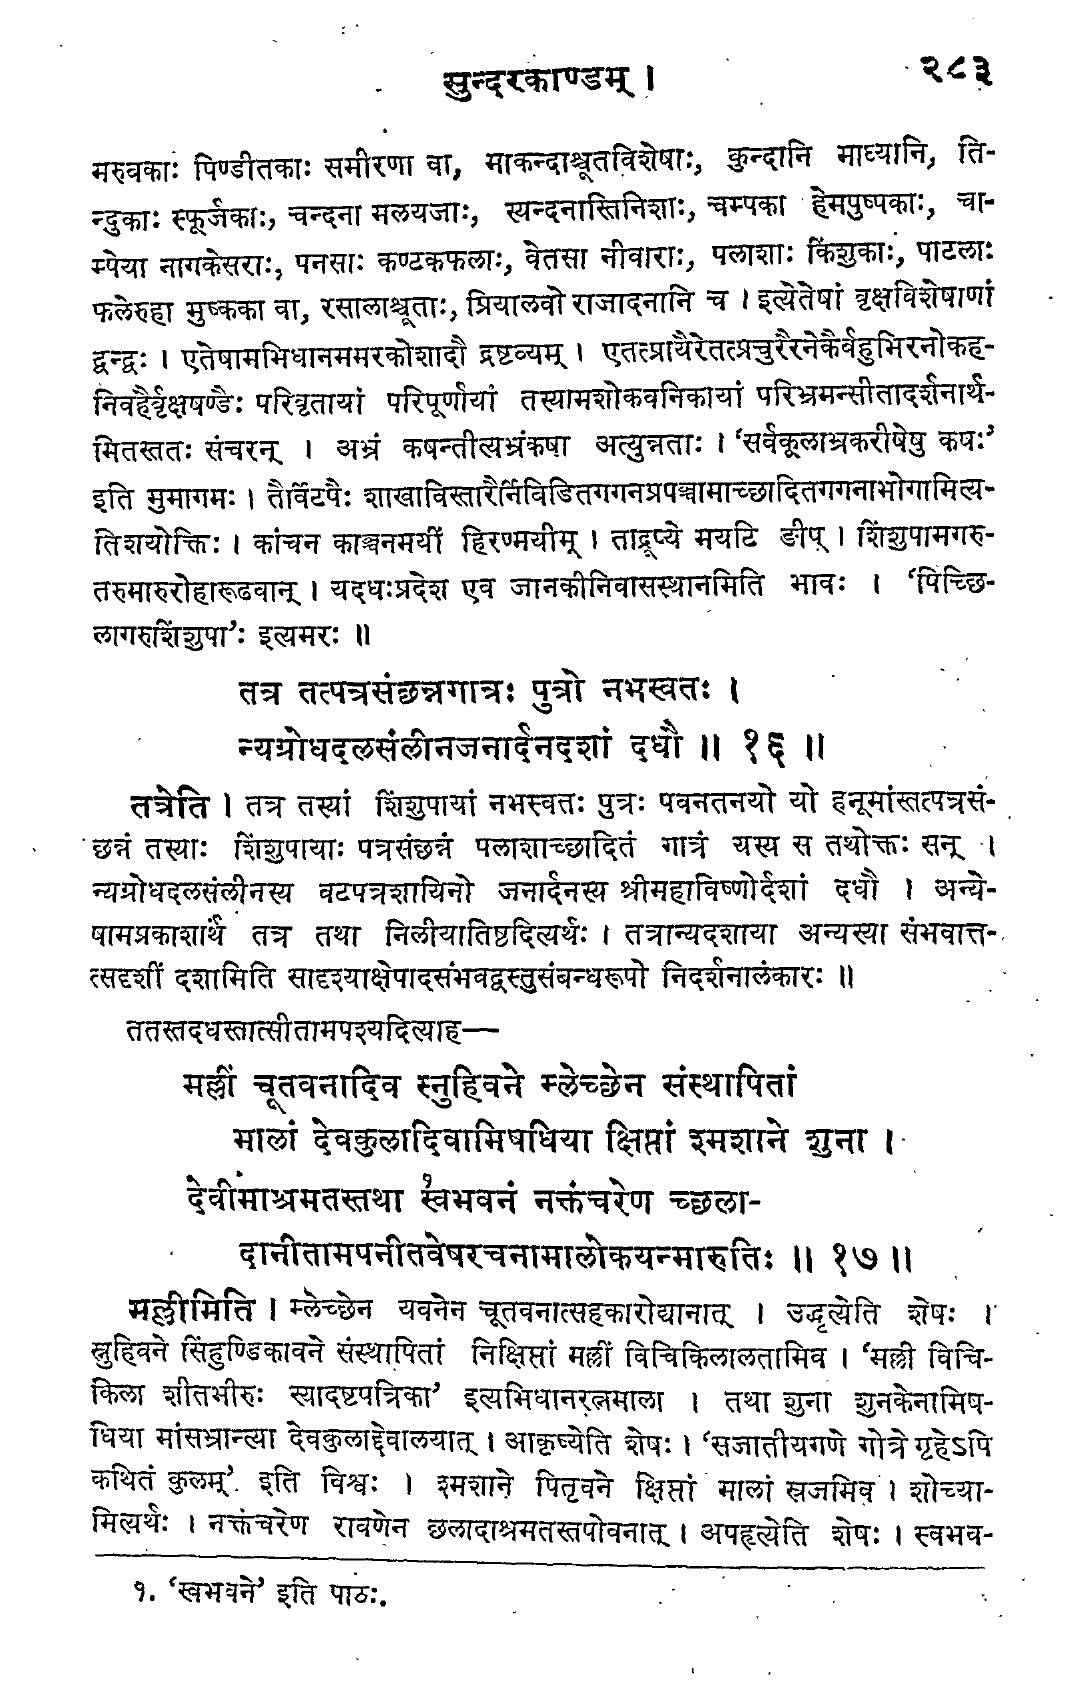 सुन्दरकाण्डम् ।
२८३
मरुवकाः पिण्डीतकाः समीरणा वा, माकन्दाश्चूतविशेषाः, कुन्दानि माध्यानि, ति-
न्दुकाः स्फूर्जकाः, चन्दना मलयजाः, स्यन्दनास्तिनिशाः, चम्पका हेमपुष्पकाः, चा-
म्पेया नागकेसराः, पनसाः कण्टकफलाः, वेतसा नीवाराः, पलाशाः किंशुकाः, पाटलाः
फलेरुहा मुष्कका वा, रसालाश्चूताः, प्रियालवो राजादनानि च । इत्येतेषां वृक्षविशेषाणां
द्वन्द्वः । एतेषामभिधानममरकोशादौ द्रष्टव्यम् । एतत्प्रायैरेतत्प्रचुरैरनेकैर्बहुभिरनोकह-
निवहैर्वृक्षषण्डैः परिवृतायां परिपूर्णायां तस्यामशोकवनिकायां परिभ्रमन्सीतादर्शनार्थ-
मितस्ततः संचरन् । अभ्रं कषन्तीत्यभ्रंकषा अत्युन्नताः । ‘सर्वकूलाभ्रकरीषेषु कषः’
इति मुमागमः । तैर्विटपैः शाखाविस्तारैर्निविडितगगनप्रपञ्चामाच्छादितगगनाभोगामित्य-
तिशयोक्तिः । कांचन काञ्चनमयीं हिरण्मयीम् । ताद्रूप्ये मयटि ङीप् । शिंशुपामगरु-
तरुमारुरोहारूढवान् । यदधःप्रदेश एव जानकीनिवासस्थानमिति भावः । ‘पिच्छि-
लागरुशिंशुपा’ः इत्यमरः ॥
तत्र तत्पत्रसंछन्नगात्रः पुत्रो नभस्वतः ।
न्यग्रोधदलसंलीनजनार्दनदशां दधौ ॥ १६ ॥
तत्रेति । तत्र तस्यां शिंशुपायां नभस्वतः पुत्रः पवनतनयो यो हनूमांस्तत्पत्रसं-
छन्नं तस्याः शिंशुपायाः पत्रसंछन्नं पलाशाच्छादितं गात्रं यस्य स तथोक्तः सन् ।
न्यग्रोधदलसंलीनस्य वटपत्रशायिनो जनार्दनस्य श्रीमहाविष्णोर्दशां दधौ । अन्ये-
षामप्रकाशार्थं तत्र तथा निलीयातिष्ठदित्यर्थः । तत्रान्यदशाया अन्यस्या संभवात्त-
त्सदृशीं दशामिति सादृश्याक्षेपादसंभवद्वस्तुसंबन्धरूपो निदर्शनालंकारः ॥
ततस्तदधस्तात्सीतामपश्यदित्याह—
मल्लीं चूतवनादिव स्नुहिवने म्लेच्छेन संस्थापितां
मालां देवकुलादिवामिषधिया क्षिप्तां श्मशाने शुना ।
देवीमाश्रमतस्तथा स्वभवनं नक्तंचरेण च्छला-
दानीतामपनीतवेषरचनामालोकयन्मारुतिः ॥ १७ ॥
मल्लीमिति । म्लेच्छेन यवनेन चूतवनात्सहकारोद्यानात् । उद्धृत्येति शेषः ।
स्नुहिवने सिंहुण्डिकावने संस्थापितां निक्षिप्तां मल्लीं विचिकिलालतामिव । ‘मल्ली विचि-
किला शीतभीरुः स्यादष्टपत्रिका’ इत्यभिधानरत्नमाला । तथा शुना शुनकेनामिष-
धिया मांसभ्रान्त्या देवकुलाद्देवालयात् । आकृष्येति शेषः । ‘सजातीयगणे गोत्रे गृहेऽपि
कथितं कुलम्’ इति विश्वः । श्मशाने पितृवने क्षिप्तां मालां स्रजमिव । शोच्या-
मित्यर्थः । नक्तंचरेण रावणेन छलादाश्रमतस्तपोवनात् । अपहृत्येति शेषः । स्वभव-
१. ‘स्वभवने’ इति पाठः.